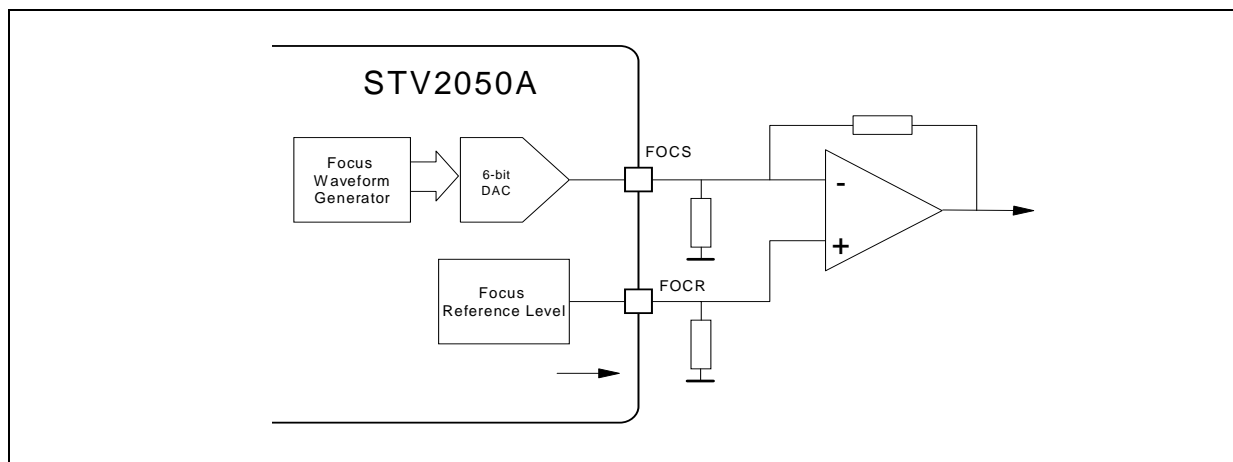 STV2050A
Focus
Waveform
Generator
6-bit
DAC
FOCS
-
+
Focus
Reference Level
FOCR